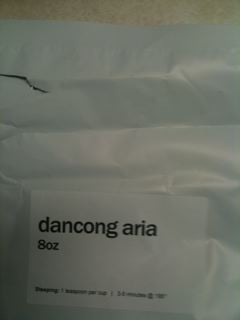 dancong aria
8oz
Steeping: 1 teaspoon per cup | 3-5 minutes @ 195°